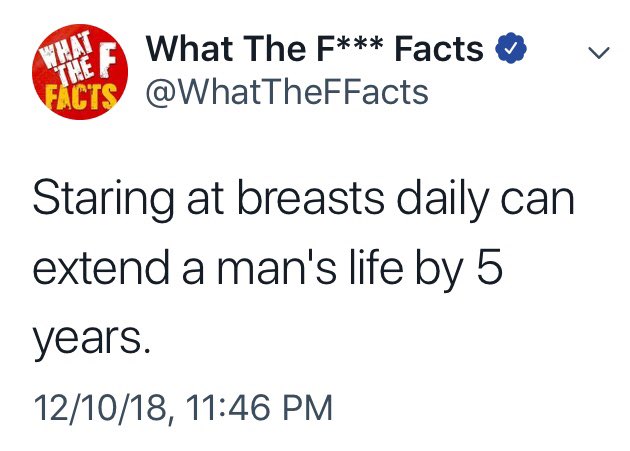 WHAT
THE F
FACTS
What The F*** Facts
@WhatTheFFacts
Staring at breasts daily can
extend a man's life by 5
years.
12/10/18, 11:46 PM